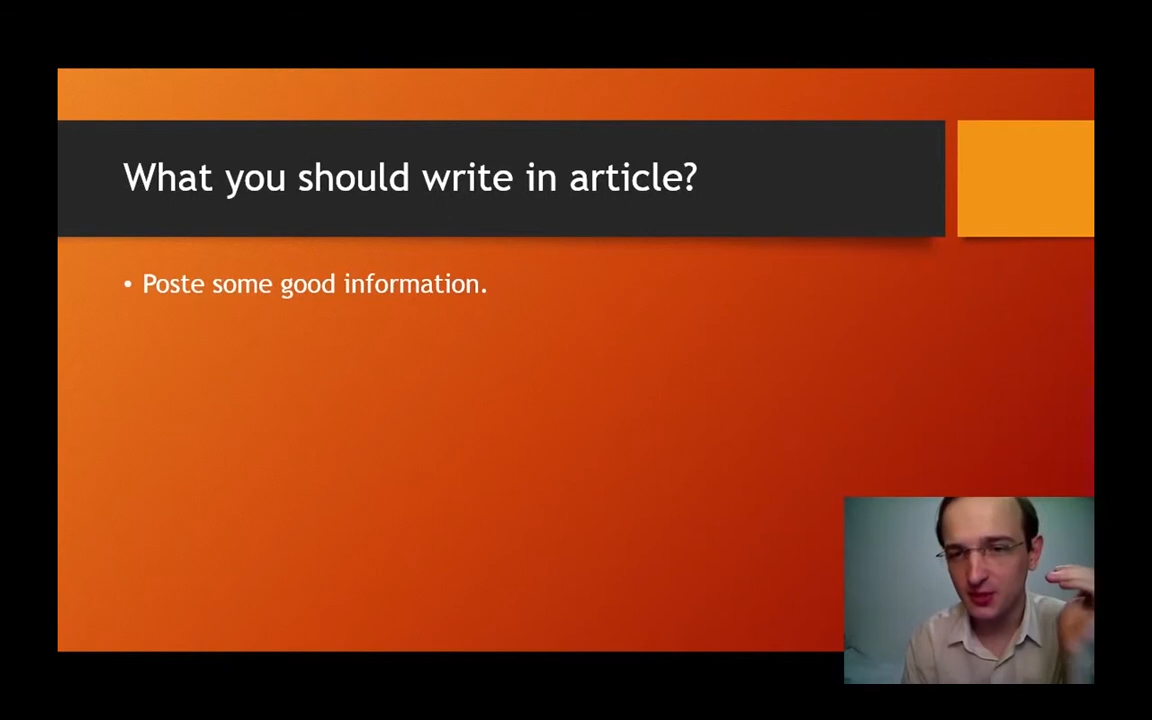 What you should write in article?
• Poste some good information.